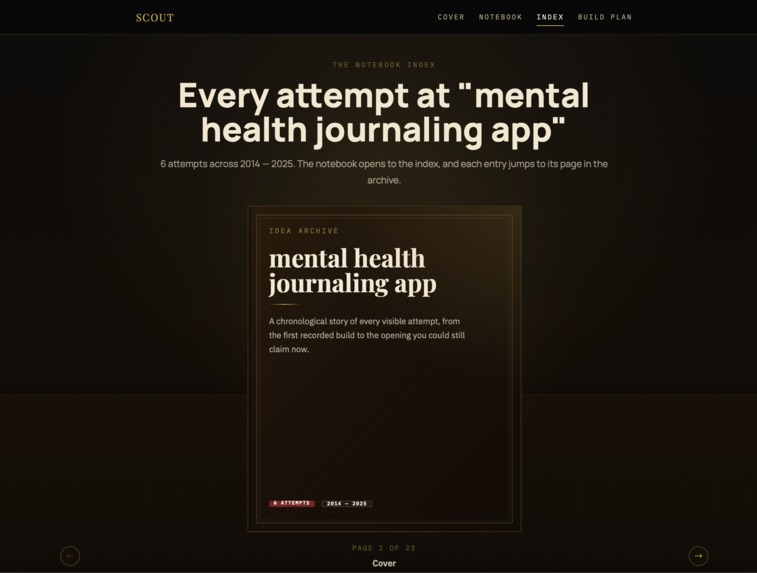 SCOUT
COVER NOTEBOOK INDEX BUILD PLAN
THE NOTEBOOK INDEX
Every attempt at "mental
health journaling app"
6 attempts across 2014 — 2025. The notebook opens to the index, and each entry jumps to its page in the
archive.
IDEA ARCHIVE
mental health
journaling app
A chronological story of every visible attempt, from
the first recorded build to the opening you could still
claim now.
6 ATTEMPTS 2014 — 2025
PAGE 1 OF 23
← →
Cover